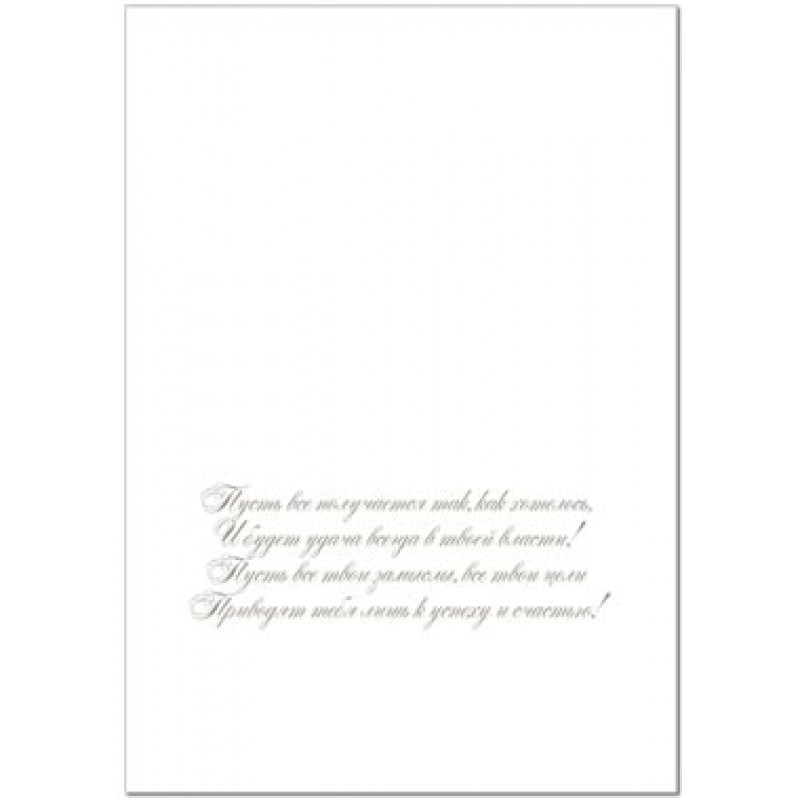 Пусть все получается так, как хотелось,
И будет удача всегда в твоей власти!
Пусть все твои замыслы, все твои цели
Приводят тебя лишь к успеху и счастью!